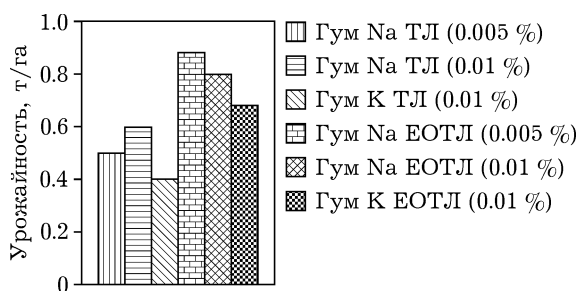 Урожайность, т/га
1.0
0.8
0.6
0.4
0.2
0
Гум Na ТЛ (0.005 %)
Гум Na ТЛ (0.01 %)
Гум K ТЛ (0.01 %)
Гум Na ЕОТЛ (0.005 %)
Гум Na ЕОТЛ (0.01 %)
Гум K ЕОТЛ (0.01 %)